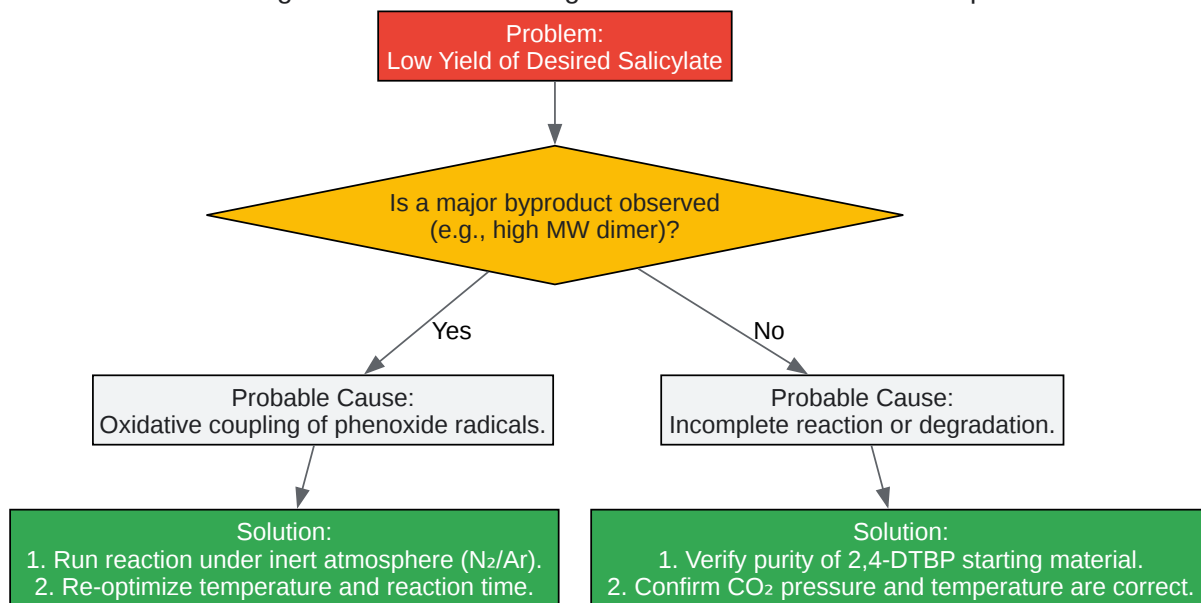 Problem:
Low Yield of Desired Salicylate
Is a major byproduct observed
(e.g., high MW dimer)?
Yes
No
Probable Cause:
Oxidative coupling of phenoxide radicals.
Probable Cause:
Incomplete reaction or degradation.
Solution:
1. Run reaction under inert atmosphere (N₂/Ar).
2. Re-optimize temperature and reaction time.
Solution:
1. Verify purity of 2,4-DTBP starting material.
2. Confirm CO₂ pressure and temperature are correct.